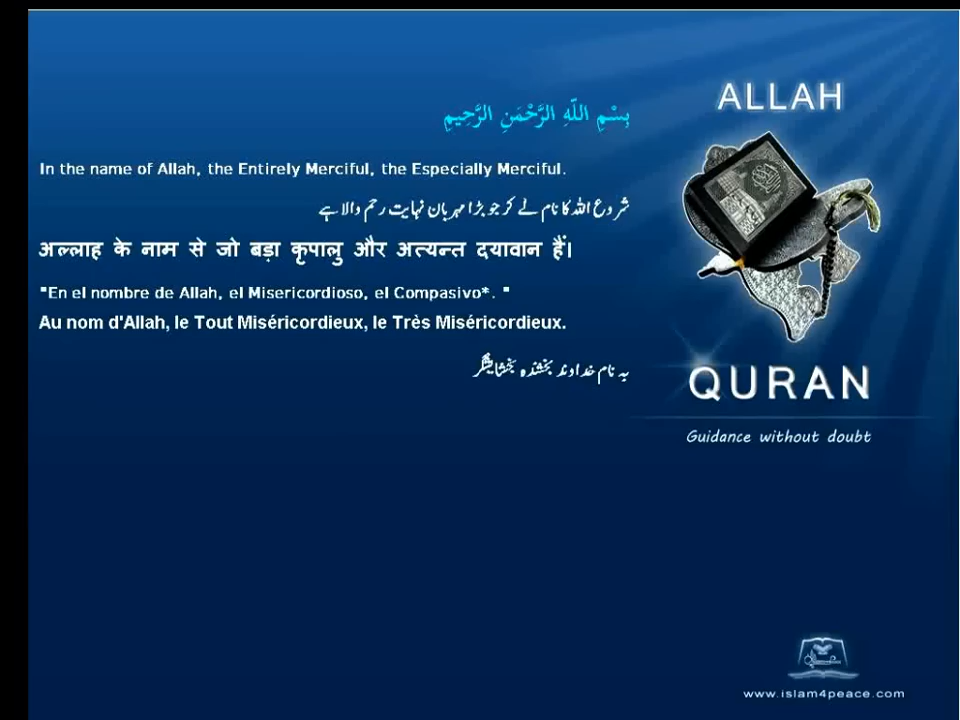 بِسْمِ اللَّهِ الرَّحْمَنِ الرَّحِيمِ
In the name of Allah, the Entirely Merciful, the Especially Merciful.
شروع الله کا نام لے کر جو بڑا مہربان نہایت رحم والا ہے
अल्लाह के नाम से जो बड़ा कृपालु और अत्यन्त दयावान हैं।
"En el nombre de Allah, el Misericordioso, el Compasivo*. "
Au nom d'Allah, le Tout Miséricordieux, le Très Miséricordieux.
به نام خداوند بخشنده بخشایشگر
ALLAH
QURAN
Guidance without doubt
www.islam4peace.com